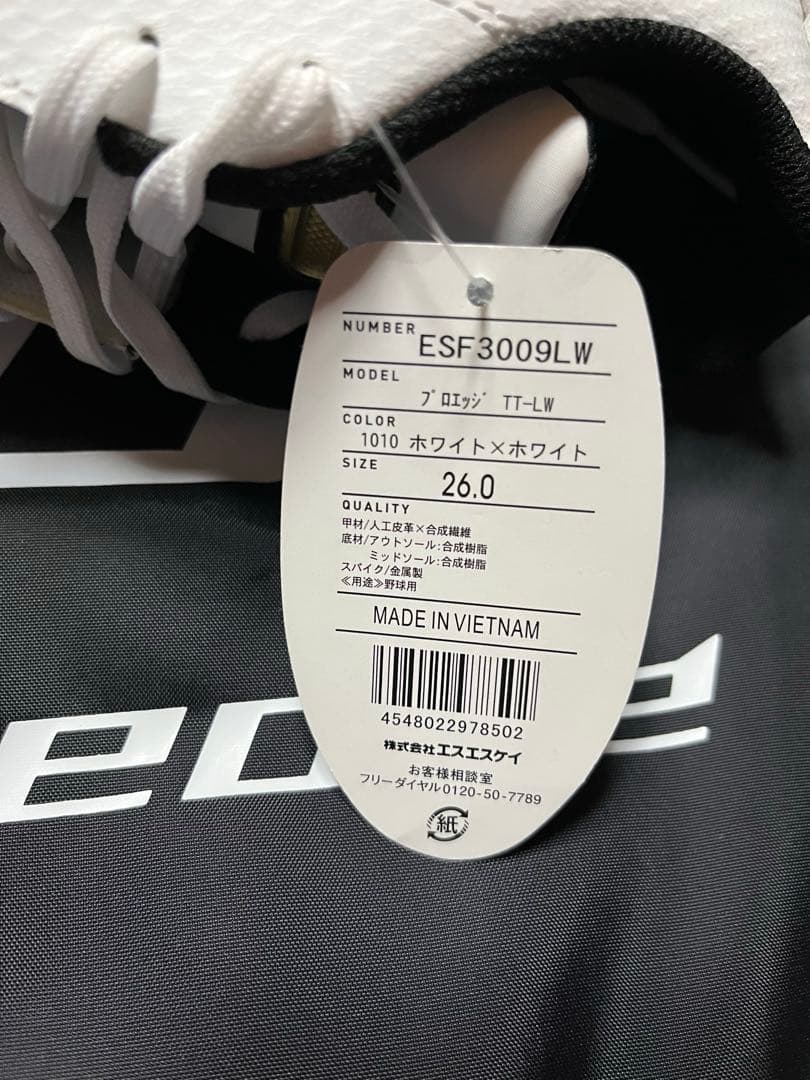 NUMBER
ESF3009LW
MODEL
ﾌﾟﾛｴｯｼﾞ TT-LW
COLOR
1010 ホワイト×ホワイト
SIZE
26.0
QUALITY
甲材/人工皮革×合成繊維
底材/アウトソール:合成樹脂
ミッドソール:合成樹脂
スパイク/金属製
≪用途≫野球用
MADE IN VIETNAM
4548022978502
株式会社エスエスケイ
お客様相談室
フリーダイヤル0120-50-7789
紙